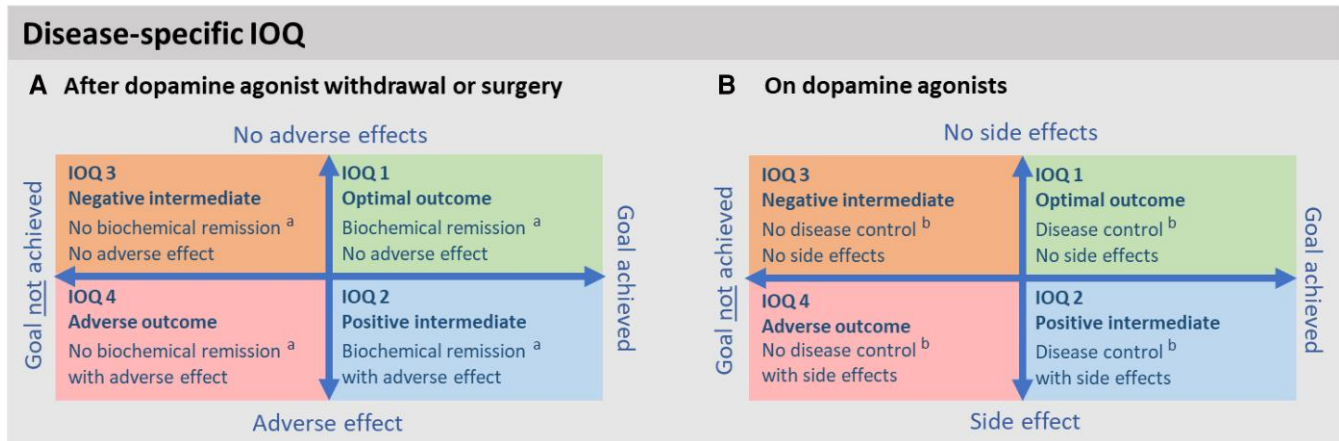 Disease-specific IOQ
A After dopamine agonist withdrawal or surgery
No adverse effects
Goal not achieved
IOQ 3
Negative intermediate
No biochemical remission a
No adverse effect
IOQ 1
Optimal outcome
Biochemical remission a
No adverse effect
IOQ 4
Adverse outcome
No biochemical remission a
with adverse effect
IOQ 2
Positive intermediate
Biochemical remission a
with adverse effect
Goal achieved
Adverse effect
B On dopamine agonists
No side effects
Goal not achieved
IOQ 3
Negative intermediate
No disease control b
No side effects
IOQ 1
Optimal outcome
Disease control b
No side effects
IOQ 4
Adverse outcome
No disease control b
with side effects
IOQ 2
Positive intermediate
Disease control b
with side effects
Goal achieved
Side effect